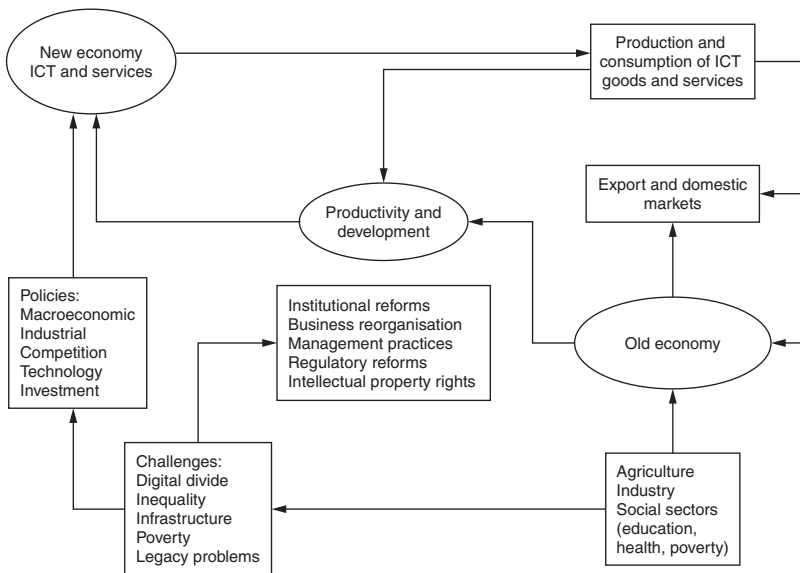 New economy
ICT and services
Production and
consumption of ICT
goods and services
Export and domestic
markets
Productivity and
development
Policies:
Macroeconomic
Industrial
Competition
Technology
Investment
Institutional reforms
Business reorganisation
Management practices
Regulatory reforms
Intellectual property rights
Old economy
Challenges:
Digital divide
Inequality
Infrastructure
Poverty
Legacy problems
Agriculture
Industry
Social sectors
(education,
health, poverty)